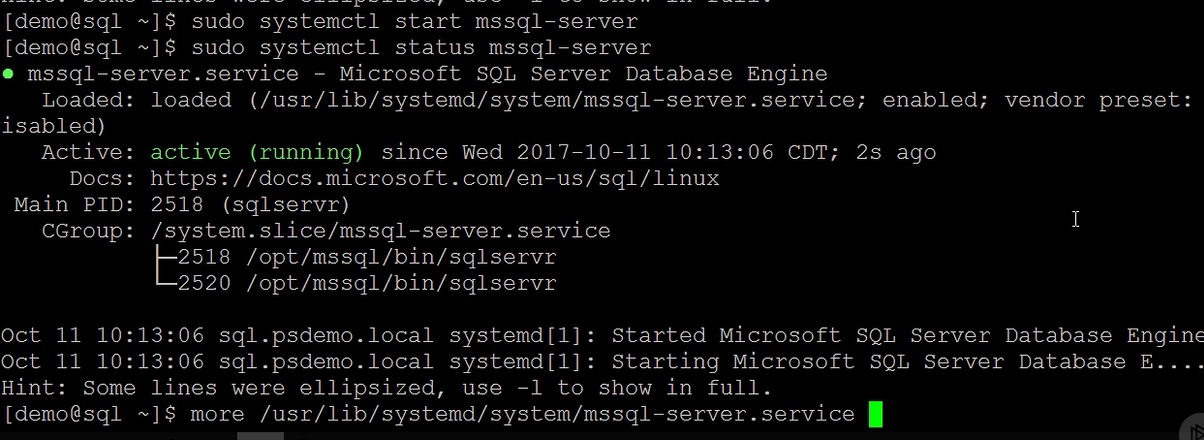 [demo@sql ~]$ sudo systemctl start mssql-server
[demo@sql ~]$ sudo systemctl status mssql-server
● mssql-server.service - Microsoft SQL Server Database Engine
   Loaded: loaded (/usr/lib/systemd/system/mssql-server.service; enabled; vendor preset:
isabled)
   Active: active (running) since Wed 2017-10-11 10:13:06 CDT; 2s ago
     Docs: https://docs.microsoft.com/en-us/sql/linux
 Main PID: 2518 (sqlservr)
   CGroup: /system.slice/mssql-server.service
           ├─2518 /opt/mssql/bin/sqlservr
           └─2520 /opt/mssql/bin/sqlservr

Oct 11 10:13:06 sql.psdemo.local systemd[1]: Started Microsoft SQL Server Database Engine
Oct 11 10:13:06 sql.psdemo.local systemd[1]: Starting Microsoft SQL Server Database E....
Hint: Some lines were ellipsized, use -l to show in full.
[demo@sql ~]$ more /usr/lib/systemd/system/mssql-server.service